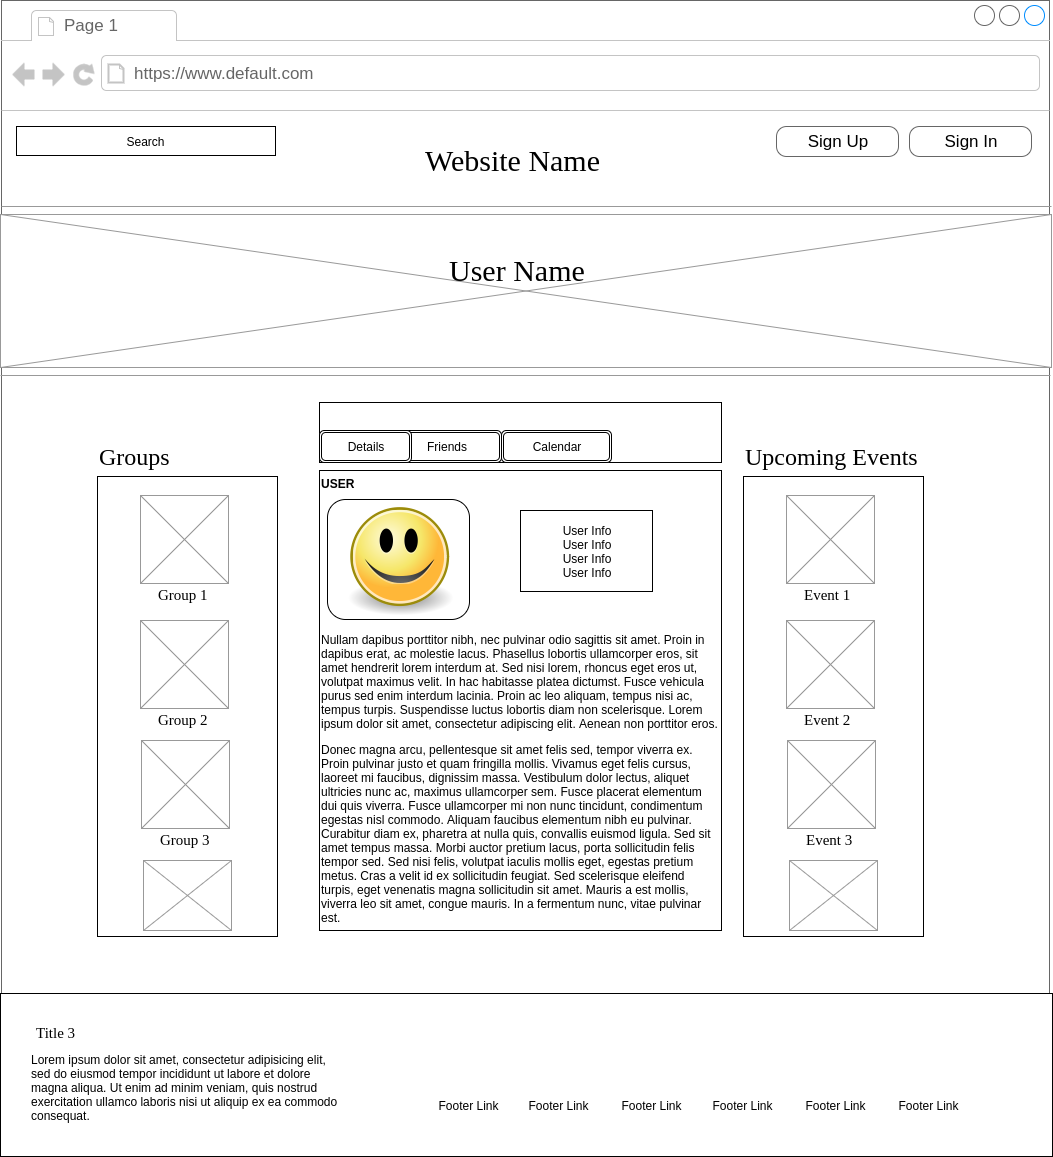 Page 1
https://www.default.com
Search
Website Name
Sign Up
Sign In
User Name
Groups
Group 1
Group 2
Group 3
Details
Friends
Calendar
USER
User Info
User Info
User Info
User Info
Nullam dapibus porttitor nibh, nec pulvinar odio sagittis sit amet. Proin in
dapibus erat, ac molestie lacus. Phasellus lobortis ullamcorper eros, sit
amet hendrerit lorem interdum at. Sed nisi lorem, rhoncus eget eros ut,
volutpat maximus velit. In hac habitasse platea dictumst. Fusce vehicula
purus sed enim interdum lacinia. Proin ac leo aliquam, tempus nisi ac,
tempus turpis. Suspendisse luctus lobortis diam non scelerisque. Lorem
ipsum dolor sit amet, consectetur adipiscing elit. Aenean non porttitor eros.
Donec magna arcu, pellentesque sit amet felis sed, tempor viverra ex.
Proin pulvinar justo et quam fringilla mollis. Vivamus eget felis cursus,
laoreet mi faucibus, dignissim massa. Vestibulum dolor lectus, aliquet
ultricies nunc ac, maximus ullamcorper sem. Fusce placerat elementum
dui quis viverra. Fusce ullamcorper mi non nunc tincidunt, condimentum
egestas nisl commodo. Aliquam faucibus elementum nibh eu pulvinar.
Curabitur diam ex, pharetra at nulla quis, convallis euismod ligula. Sed sit
amet tempus massa. Morbi auctor pretium lacus, porta sollicitudin felis
tempor sed. Sed nisi felis, volutpat iaculis mollis eget, egestas pretium
metus. Cras a velit id ex sollicitudin feugiat. Sed scelerisque eleifend
turpis, eget venenatis magna sollicitudin sit amet. Mauris a est mollis,
viverra leo sit amet, congue mauris. In a fermentum nunc, vitae pulvinar
est.
Upcoming Events
Event 1
Event 2
Event 3
Title 3
Lorem ipsum dolor sit amet, consectetur adipisicing elit,
sed do eiusmod tempor incididunt ut labore et dolore
magna aliqua. Ut enim ad minim veniam, quis nostrud
exercitation ullamco laboris nisi ut aliquip ex ea commodo
consequat.
Footer Link
Footer Link
Footer Link
Footer Link
Footer Link
Footer Link